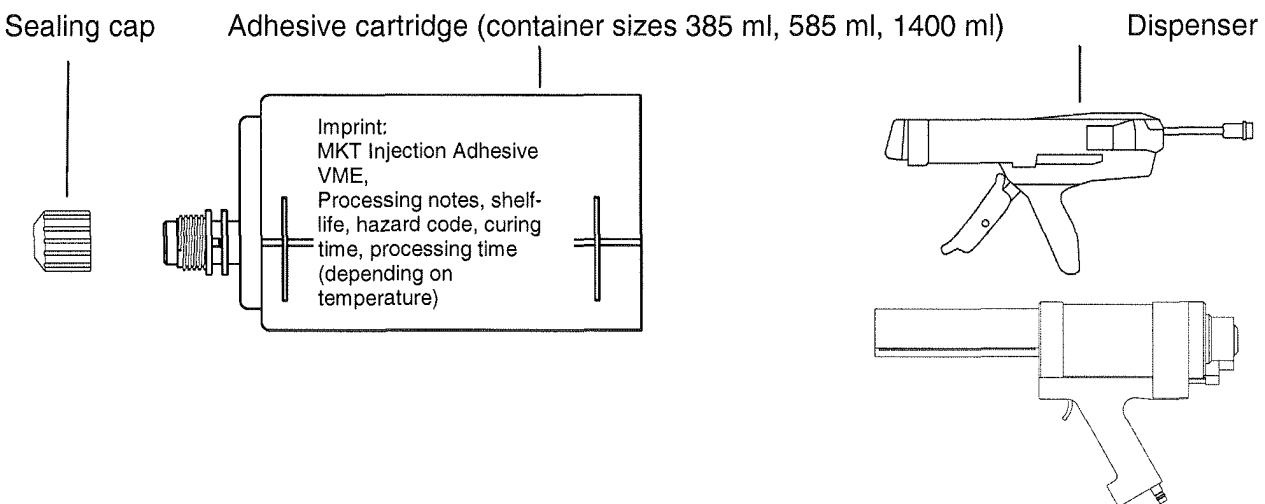 Sealing cap
Adhesive cartridge (container sizes 385 ml, 585 ml, 1400 ml)
Dispenser
Imprint:
MKT Injection Adhesive
VME,
Processing notes, shelf-
life, hazard code, curing
time, processing time
(depending on
temperature)